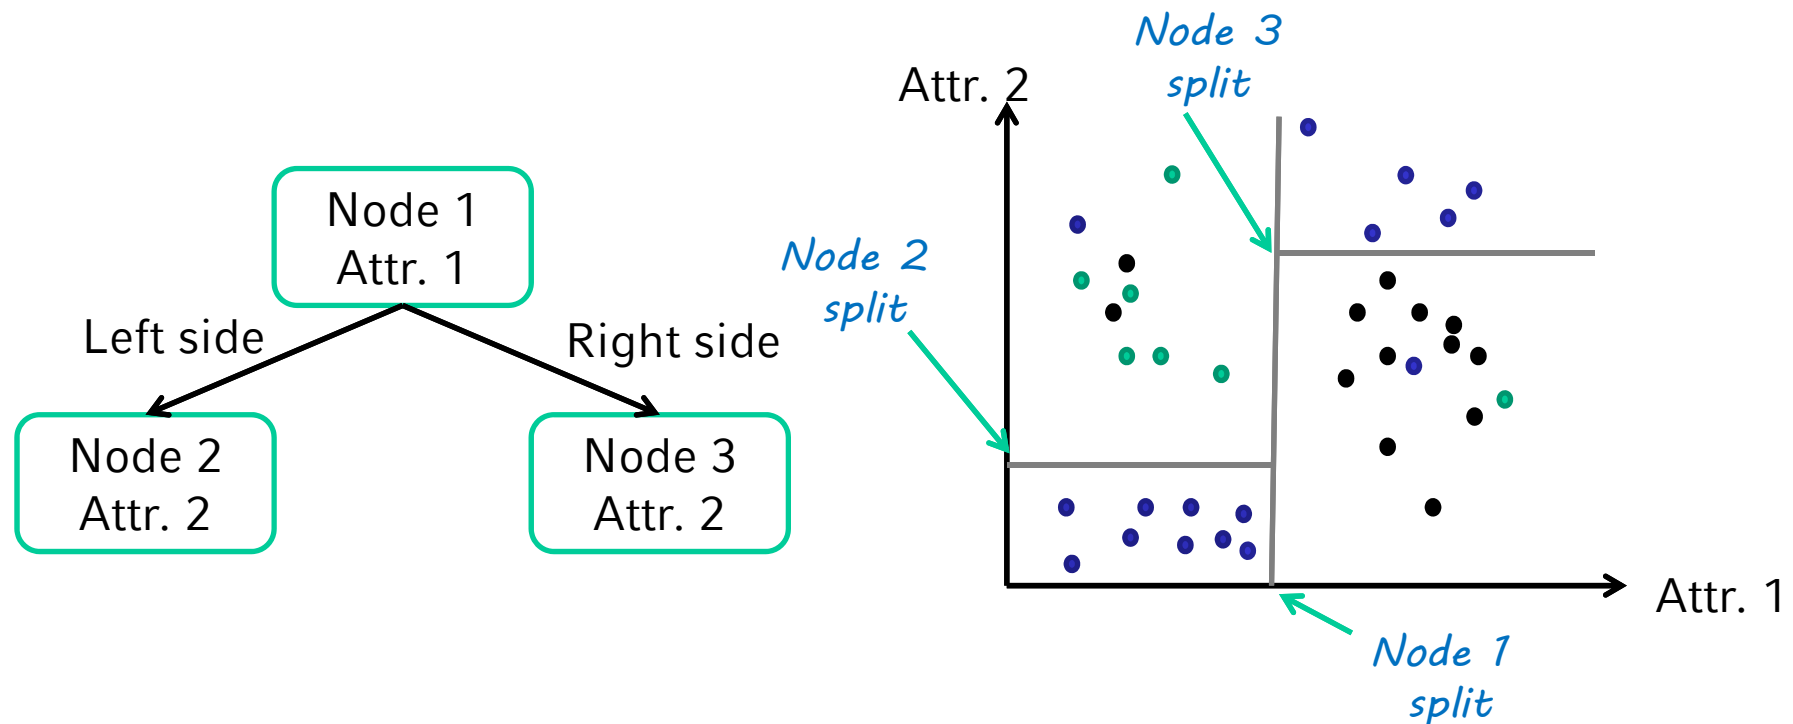 Node 1
Attr. 1
Left side
Right side
Node 2
Attr. 2
Node 3
Attr. 2
Node 3
split
Attr. 2
Node 2
split
Attr. 1
Node 1
split